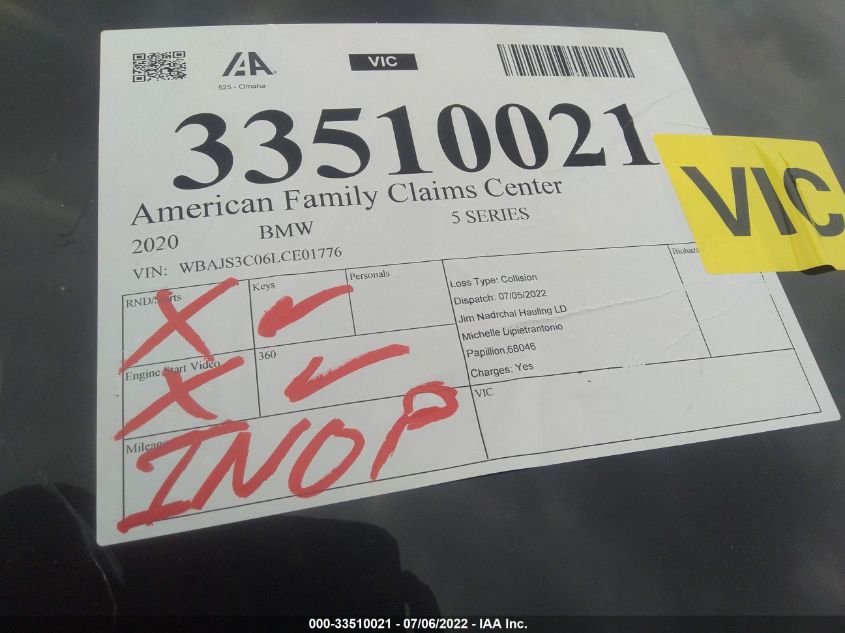 IAA
VIC
525 - Omaha
33510021
American Family Claims Center
2020 BMW 5 SERIES
VIN: WBAJS3C06LCE01776
VIC
RND/Starts
Keys
Personals
Loss Type: Collision
Dispatch: 07/05/2022
Jim Nadrchal Hauling LD
Michelle Lipietrantonio
Papillion,68046
Charges: Yes
Engine Start Video
360
Mileage
INOP
VIC
000-33510021 - 07/06/2022 - IAA Inc.